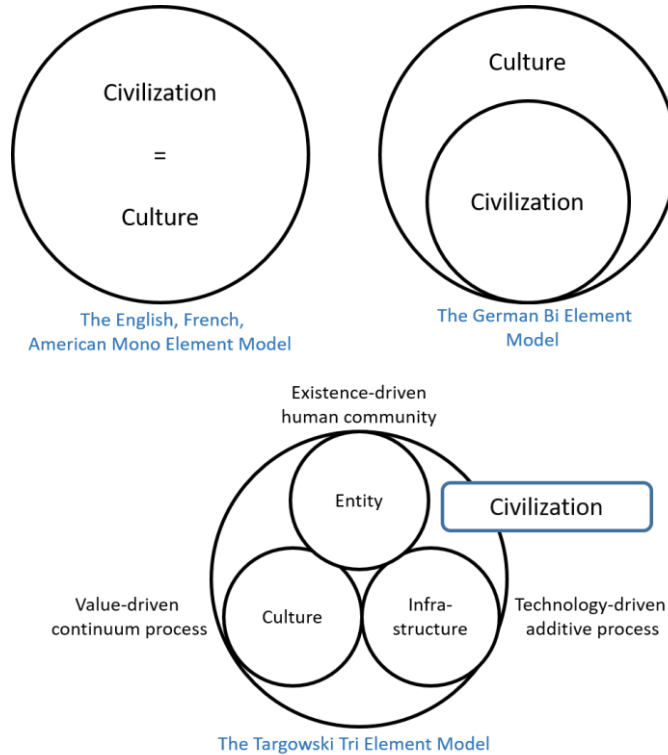 Civilization
=
Culture
The English, French,
American Mono Element Model
Culture
Civilization
The German Bi Element
Model
Existence-driven
human community
Entity
Civilization
Value-driven
continuum process
Culture
Infra-
structure
Technology-driven
additive process
The Targowski Tri Element Model